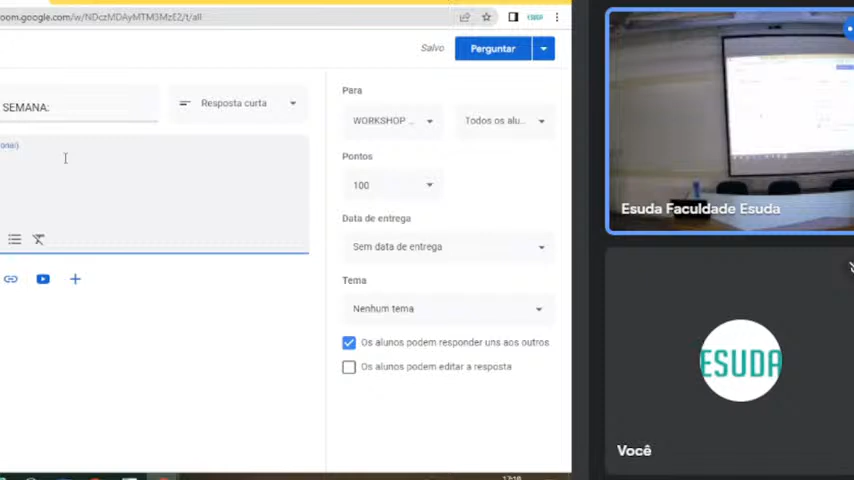 oom.google.com/w/NDczMDAyMTM3MzEz/t/all
Salvo
Perguntar
SEMANA:
Resposta curta
Para
WORKSHOP ...
Todos os alu...
onal)
Pontos
100
Data de entrega
Sem data de entrega
Tema
Nenhum tema
Os alunos podem responder uns aos outros
Os alunos podem editar a resposta
Esuda Faculdade Esuda
ESUDA
Você